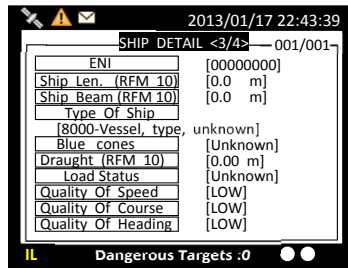 2013/01/17 22:43:39
SHIP DETAIL <3/4> 001/001
ENI [00000000]
Ship Len. (RFM 10) [0.0 m]
Ship Beam (RFM 10) [0.0 m]
Type Of Ship
[8000-Vessel, type, unknown]
Blue cones [Unknown]
Draught (RFM 10) [0.00 m]
Load Status [Unknown]
Quality Of Speed [LOW]
Quality Of Course [LOW]
Quality Of Heading [LOW]
IL Dangerous Targets :0